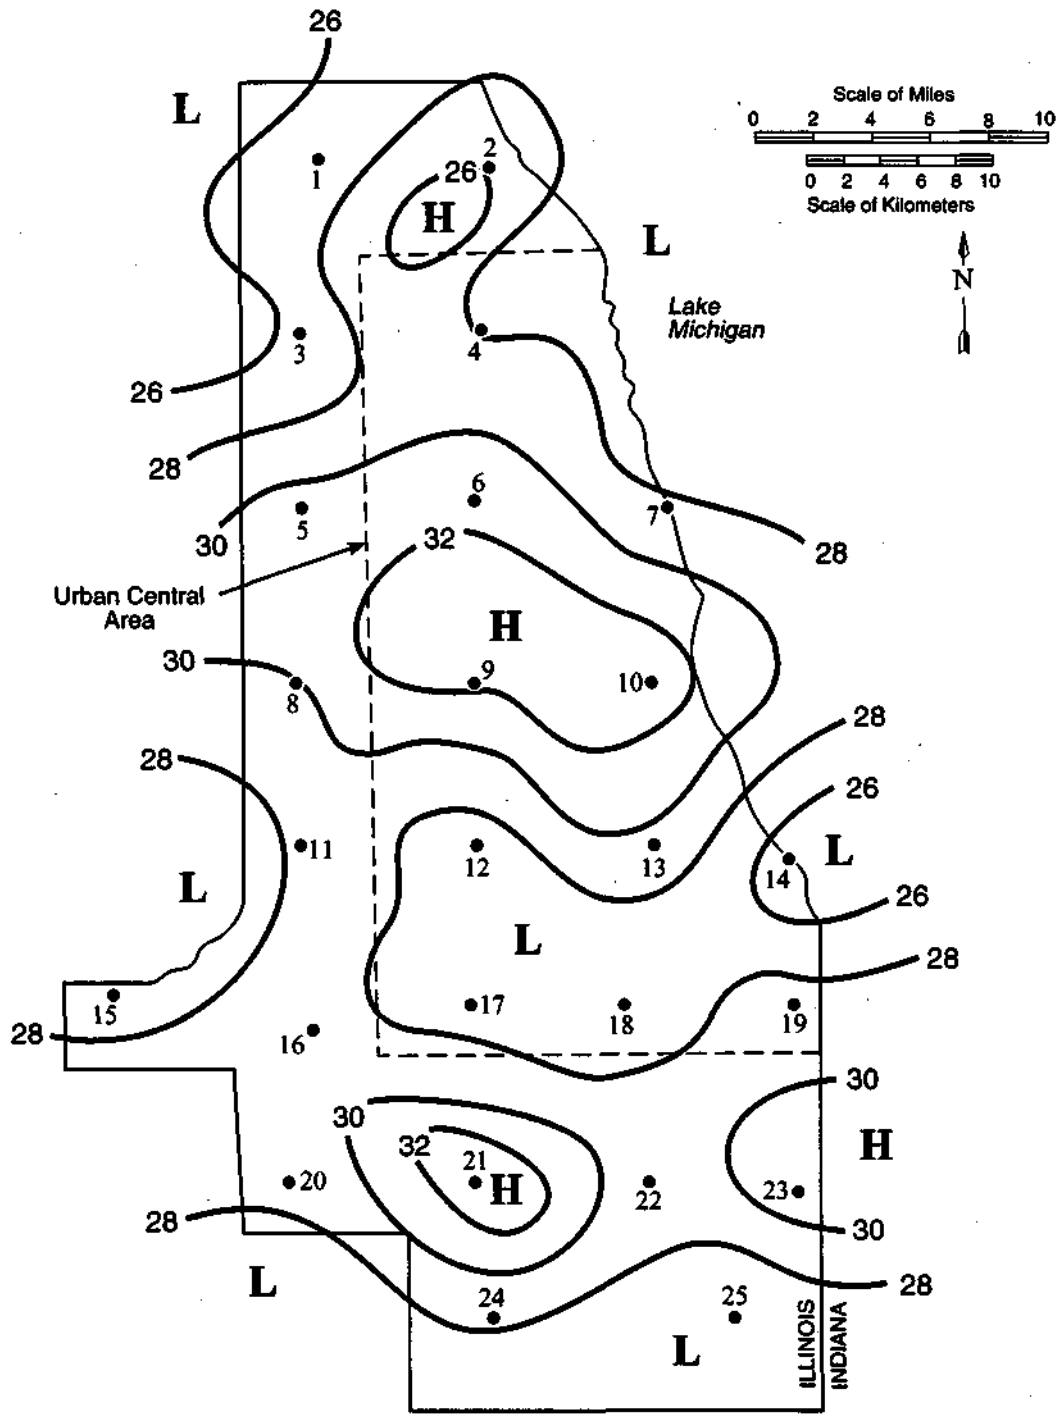 26
L
Scale of Miles
0 2 4 6 8 10
0 2 4 6 8 10
Scale of Kilometers
1
2
26
H
L
N
Lake
Michigan
3
4
26
28
6
5
7
30
32
28
Urban Central
Area
H
30
8
9
10
28
28
26
11
12
13
L
14
L
26
L
28
15
28
16
17
18
19
30
30
H
32
21
H
20
22
23
28
30
L
28
24
25
L
ILLINOIS
INDIANA